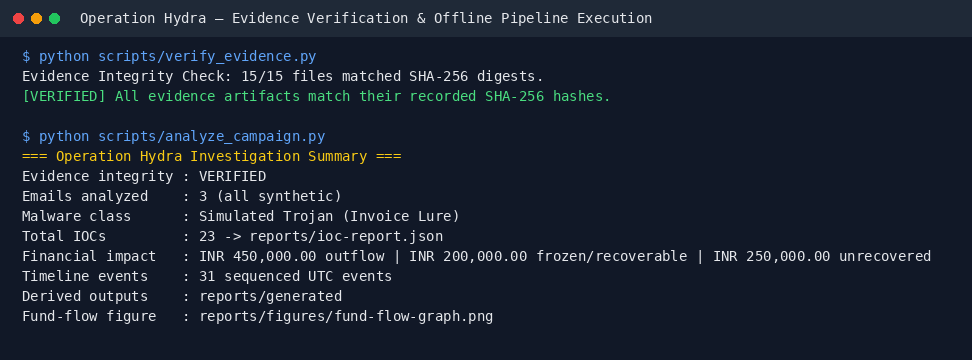 Operation Hydra — Evidence Verification & Offline Pipeline Execution
$ python scripts/verify_evidence.py
Evidence Integrity Check: 15/15 files matched SHA-256 digests.
[VERIFIED] All evidence artifacts match their recorded SHA-256 hashes.
$ python scripts/analyze_campaign.py
=== Operation Hydra Investigation Summary ===
Evidence integrity : VERIFIED
Emails analyzed    : 3 (all synthetic)
Malware class      : Simulated Trojan (Invoice Lure)
Total IOCs         : 23 -> reports/ioc-report.json
Financial impact   : INR 450,000.00 outflow | INR 200,000.00 frozen/recoverable | INR 250,000.00 unrecovered
Timeline events    : 31 sequenced UTC events
Derived outputs    : reports/generated
Fund-flow figure   : reports/figures/fund-flow-graph.png